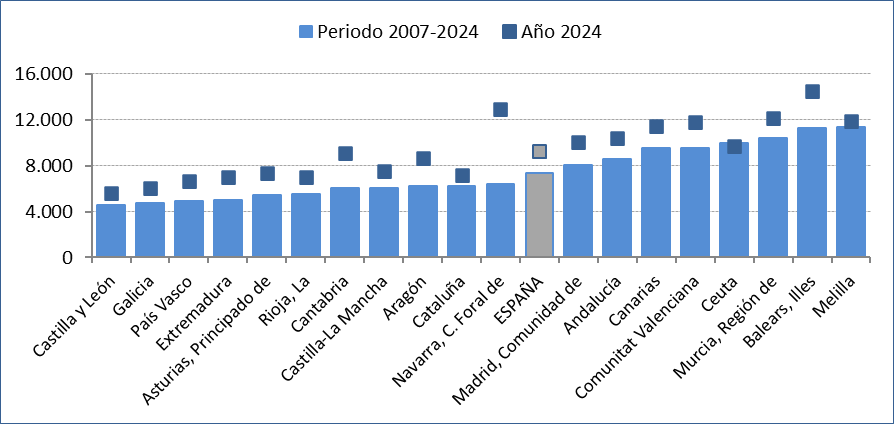 Periodo 2007-2024
Año 2024
16.000
12.000
8.000
4.000
0
Castilla y León
Galicia
País Vasco
Extremadura
Asturias, Principado de
Rioja, La
Cantabria
Castilla-La Mancha
Aragón
Cataluña
Navarra, C. Foral de
ESPAÑA
Madrid, Comunidad de
Andalucía
Canarias
Comunitat Valenciana
Ceuta
Murcia, Región de
Balears, Illes
Melilla